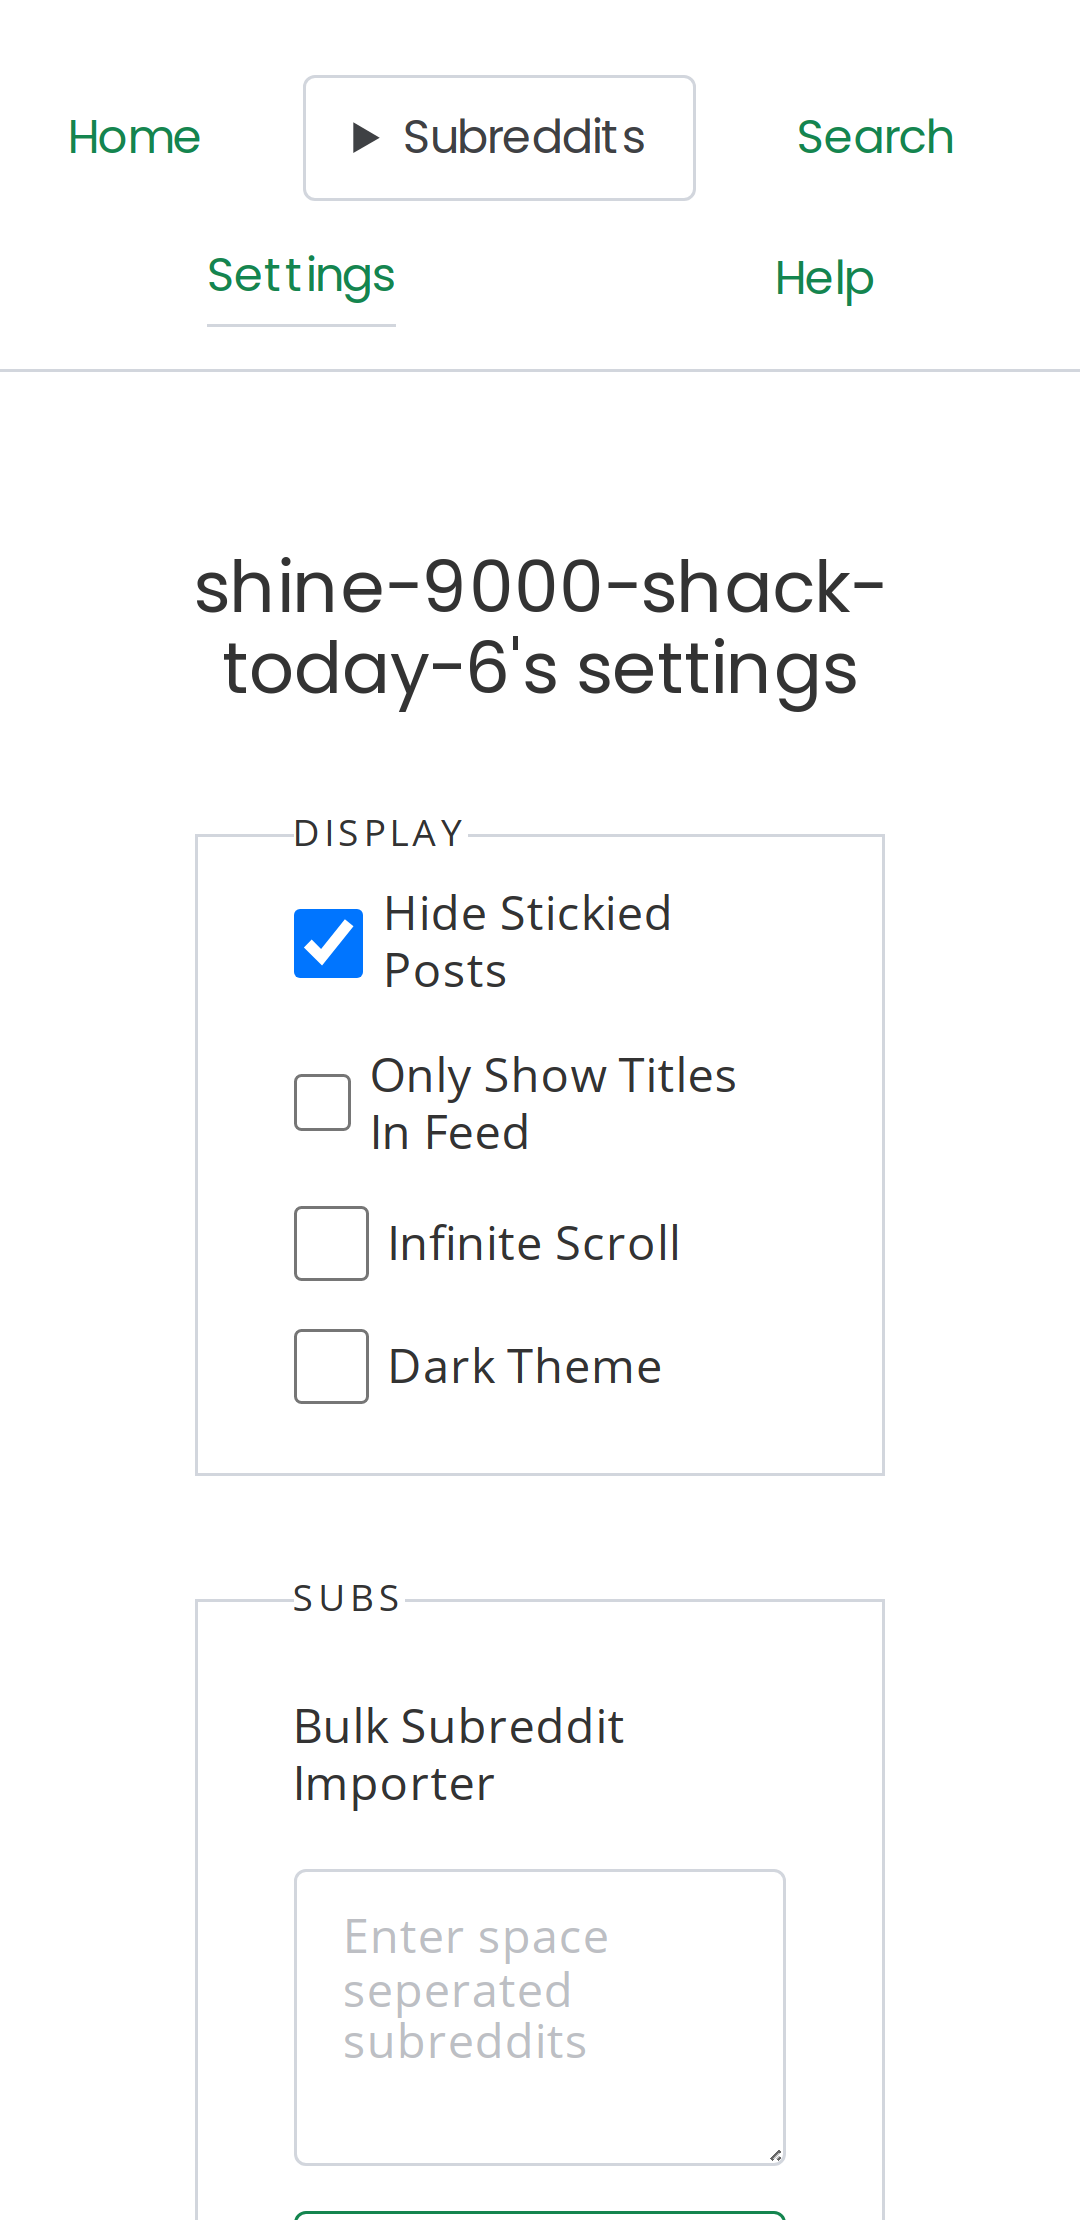 Home
Subreddits
Search
Settings
Help
shine-9000-shack-
today-6's settings
DISPLAY
Hide Stickied
Posts
Only Show Titles
In Feed
Infinite Scroll
Dark Theme
SUBS
Bulk Subreddit
Importer
Enter space
seperated
subreddits